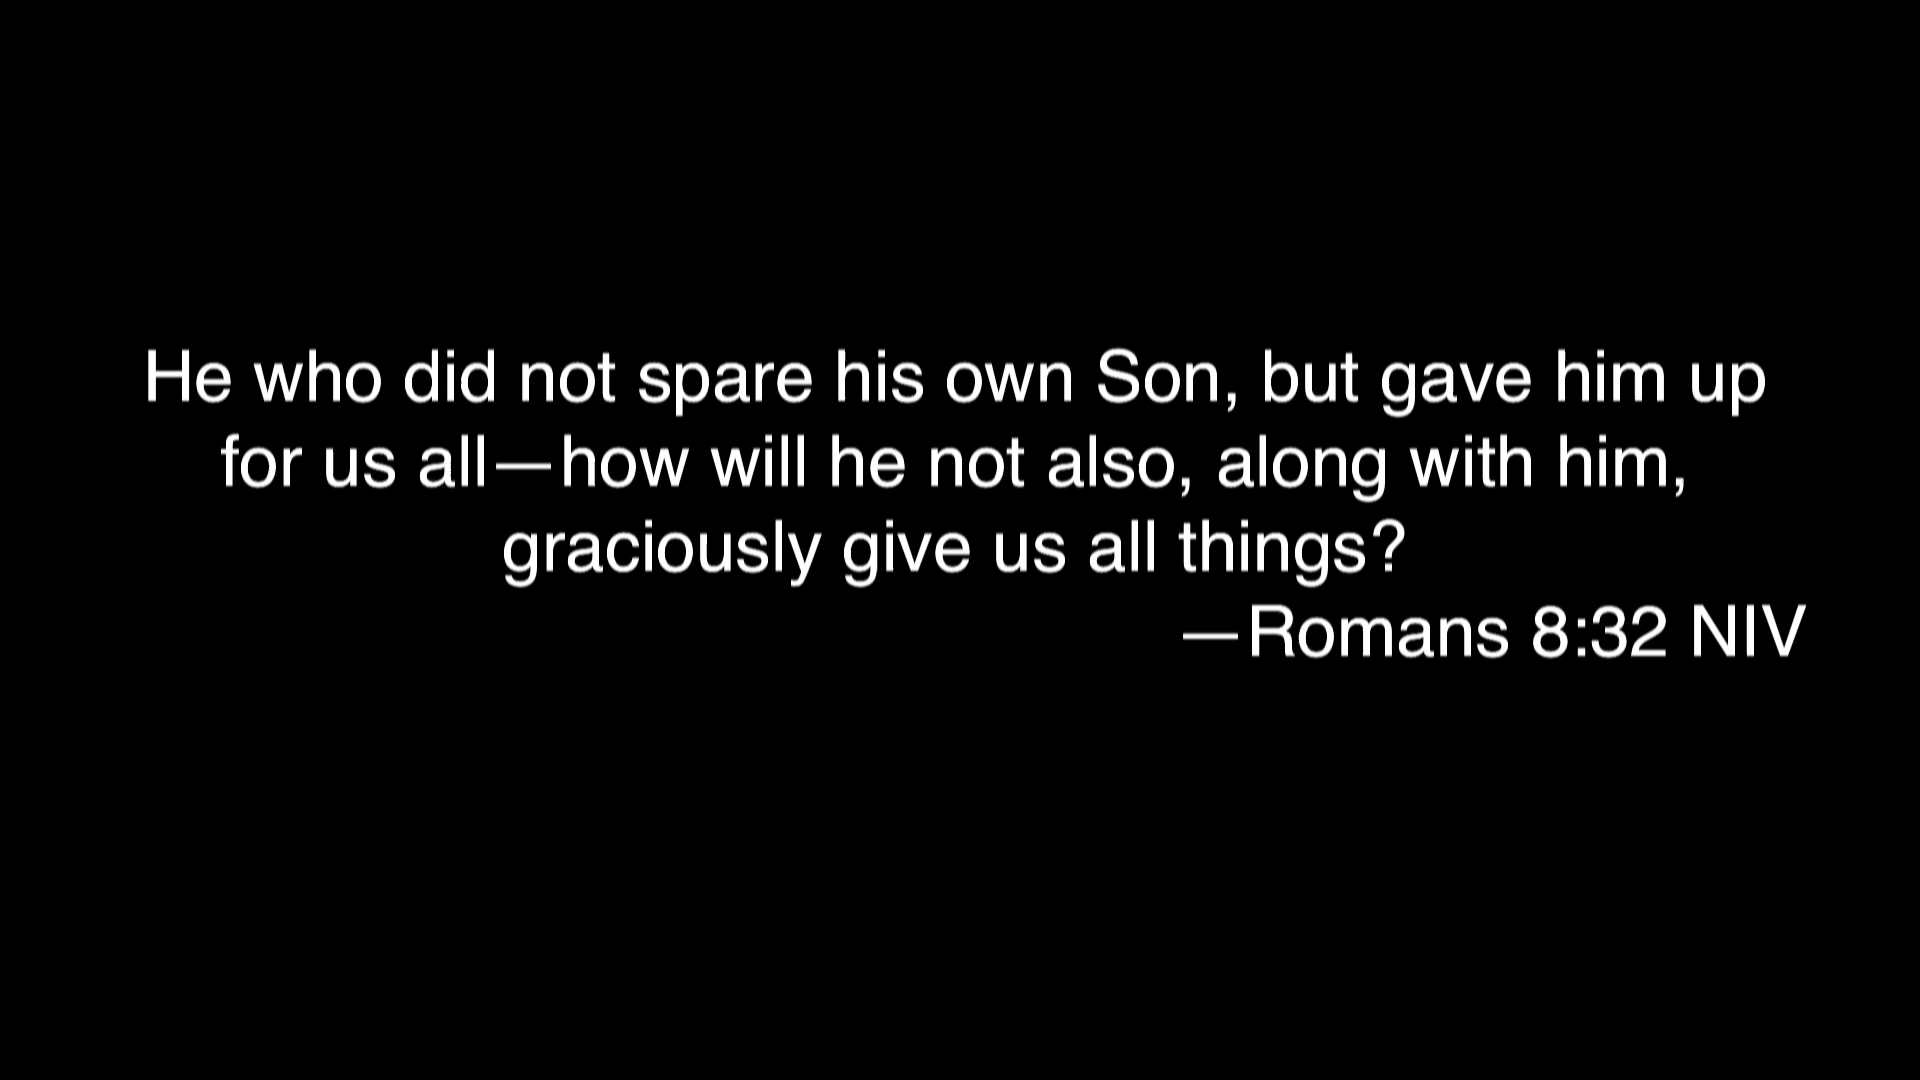 He who did not spare his own Son, but gave him up
for us all—how will he not also, along with him,
graciously give us all things?
—Romans 8:32 NIV